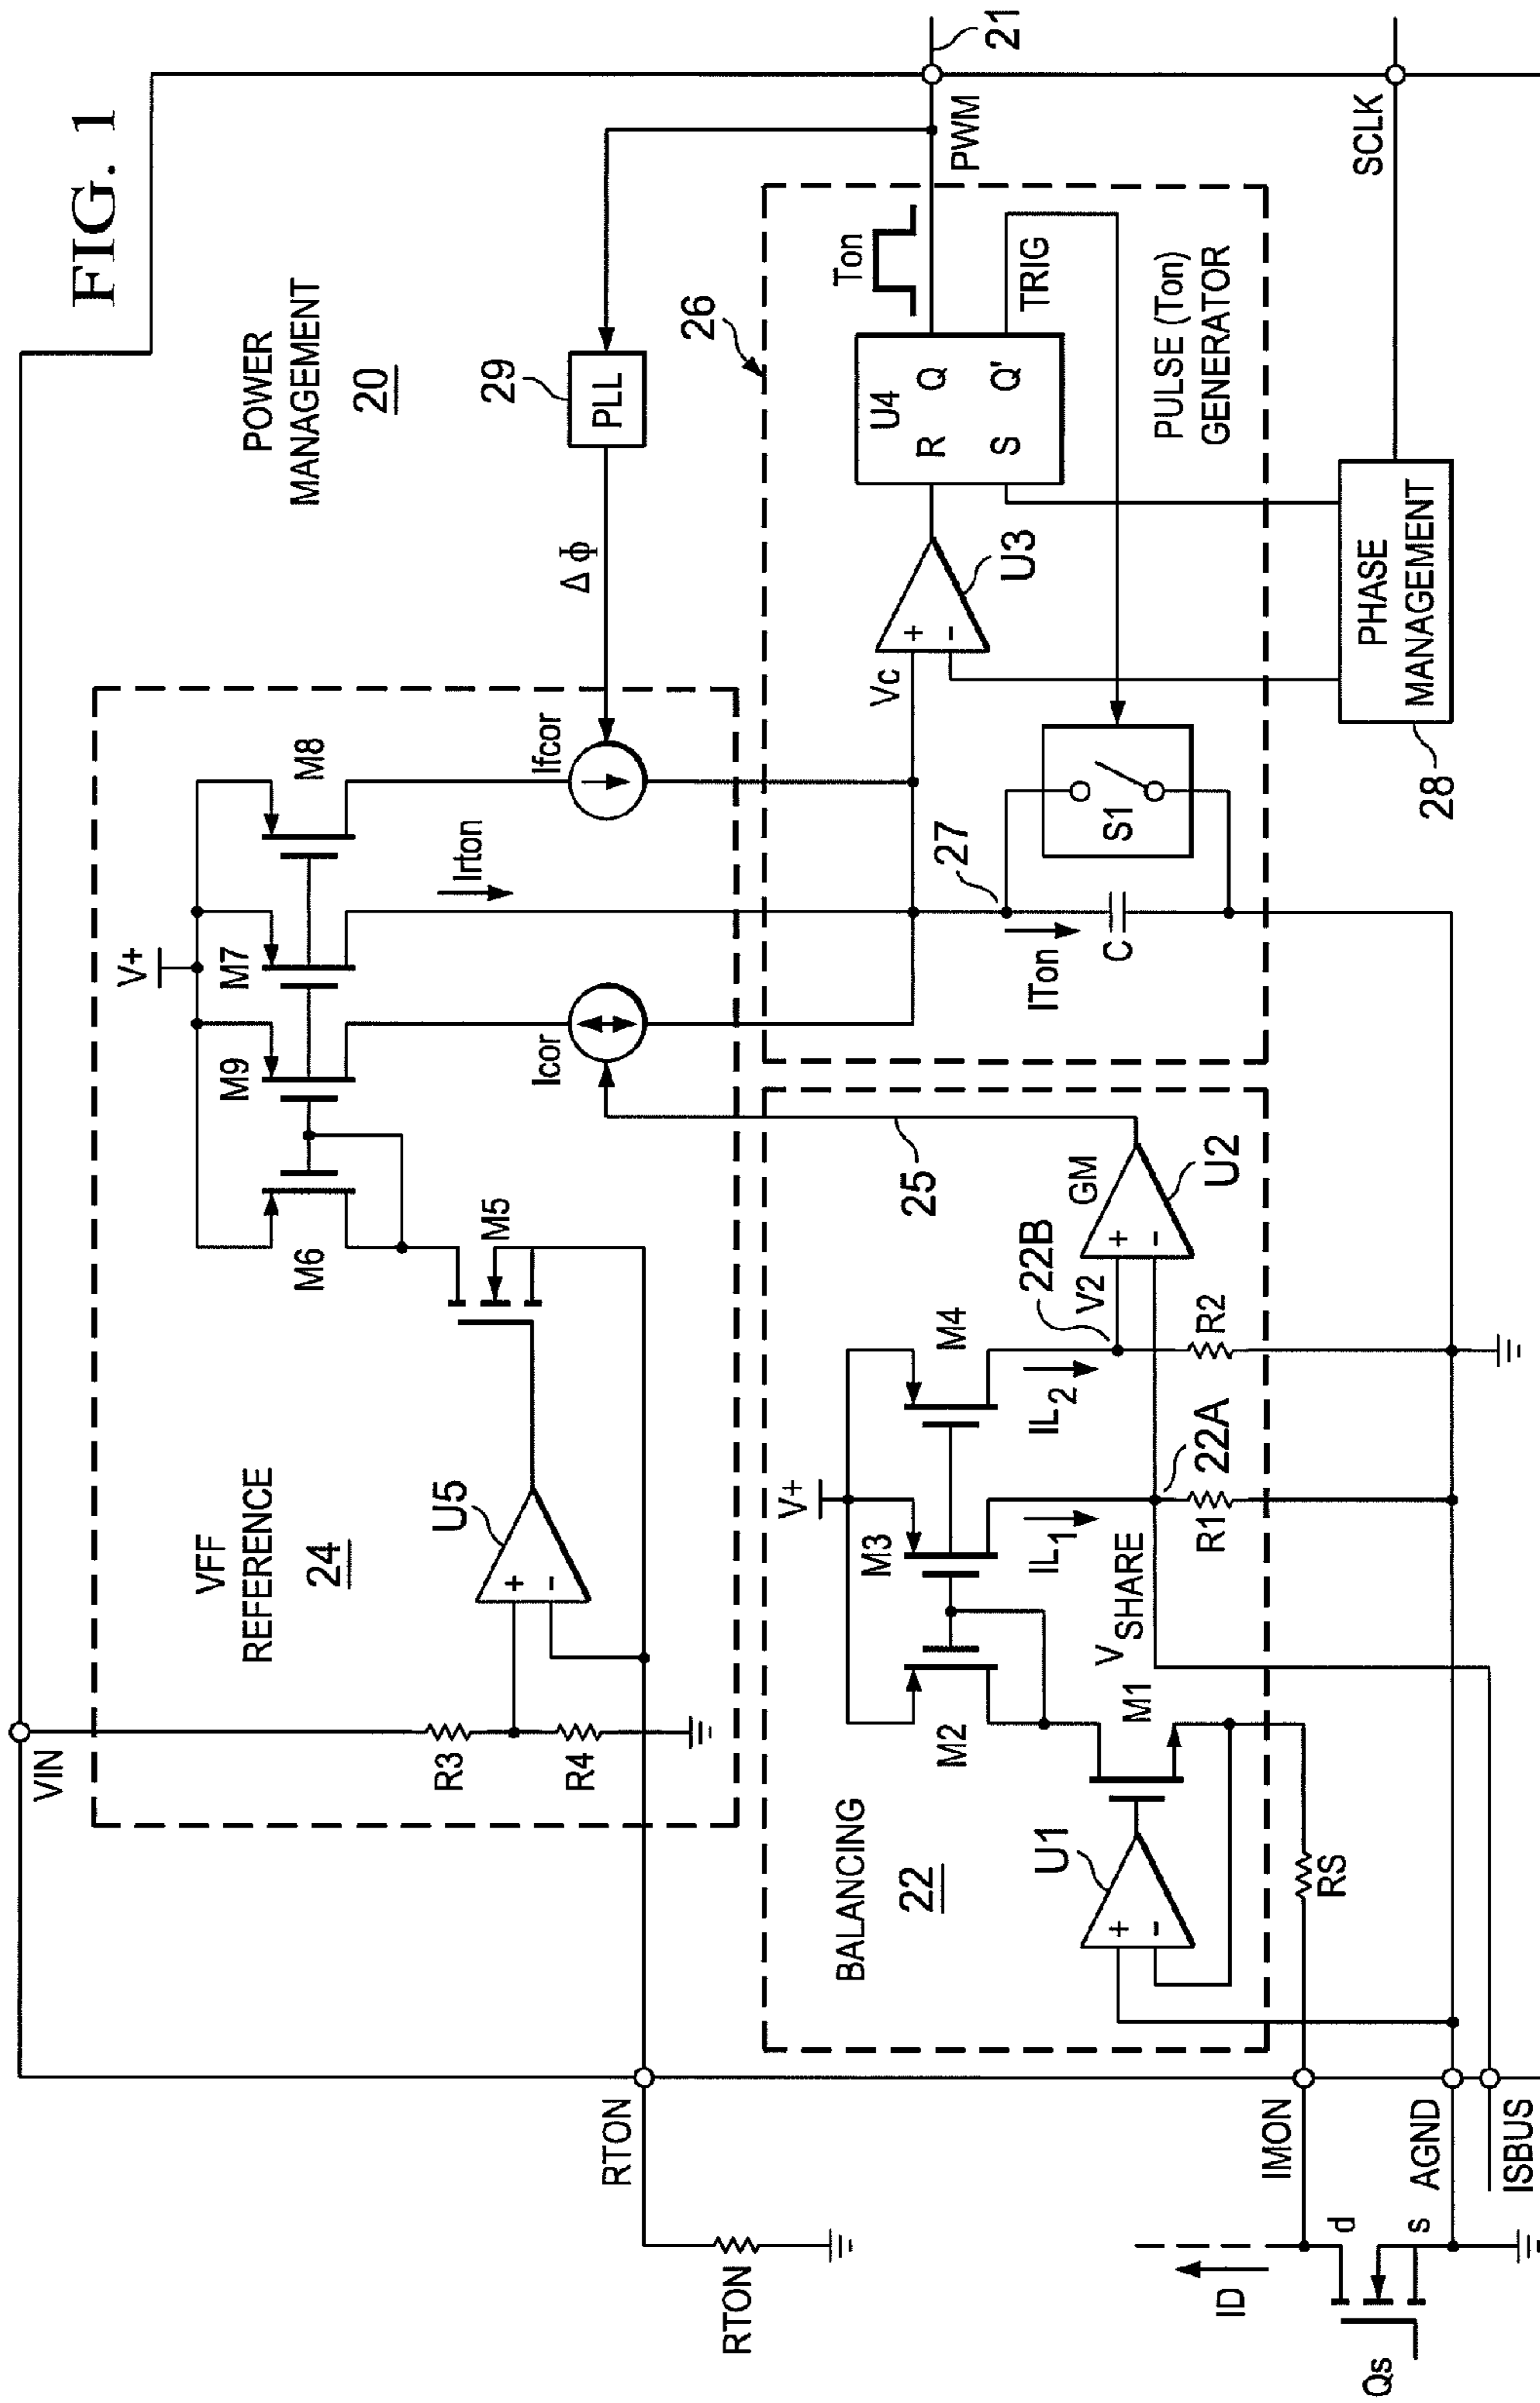 FIG. 1
POWER
MANAGEMENT
20
21
PWM
SCLK
29
PLL
Δ Φ
26
Ton
TRIG
PULSE (Ton)
GENERATOR
U4
R Q
S Q'
U3
+
-
Vc
PHASE
MANAGEMENT
28
S1
27
C
ITon
Irton
Ifcor
Icor
M8
M7
M9
M6
M5
V+
VFF
REFERENCE
24
U5
+
-
VIN
R3
R4
25
GM
U2
+
-
V2
22B
22A
R2
R1
M4
M3
M2
M1
V+
IL2
IL1
VSHARE
BALANCING
22
U1
+
-
RS
RTON
IMON
AGND
ISBUS
RTON
ID
d
s
Qs